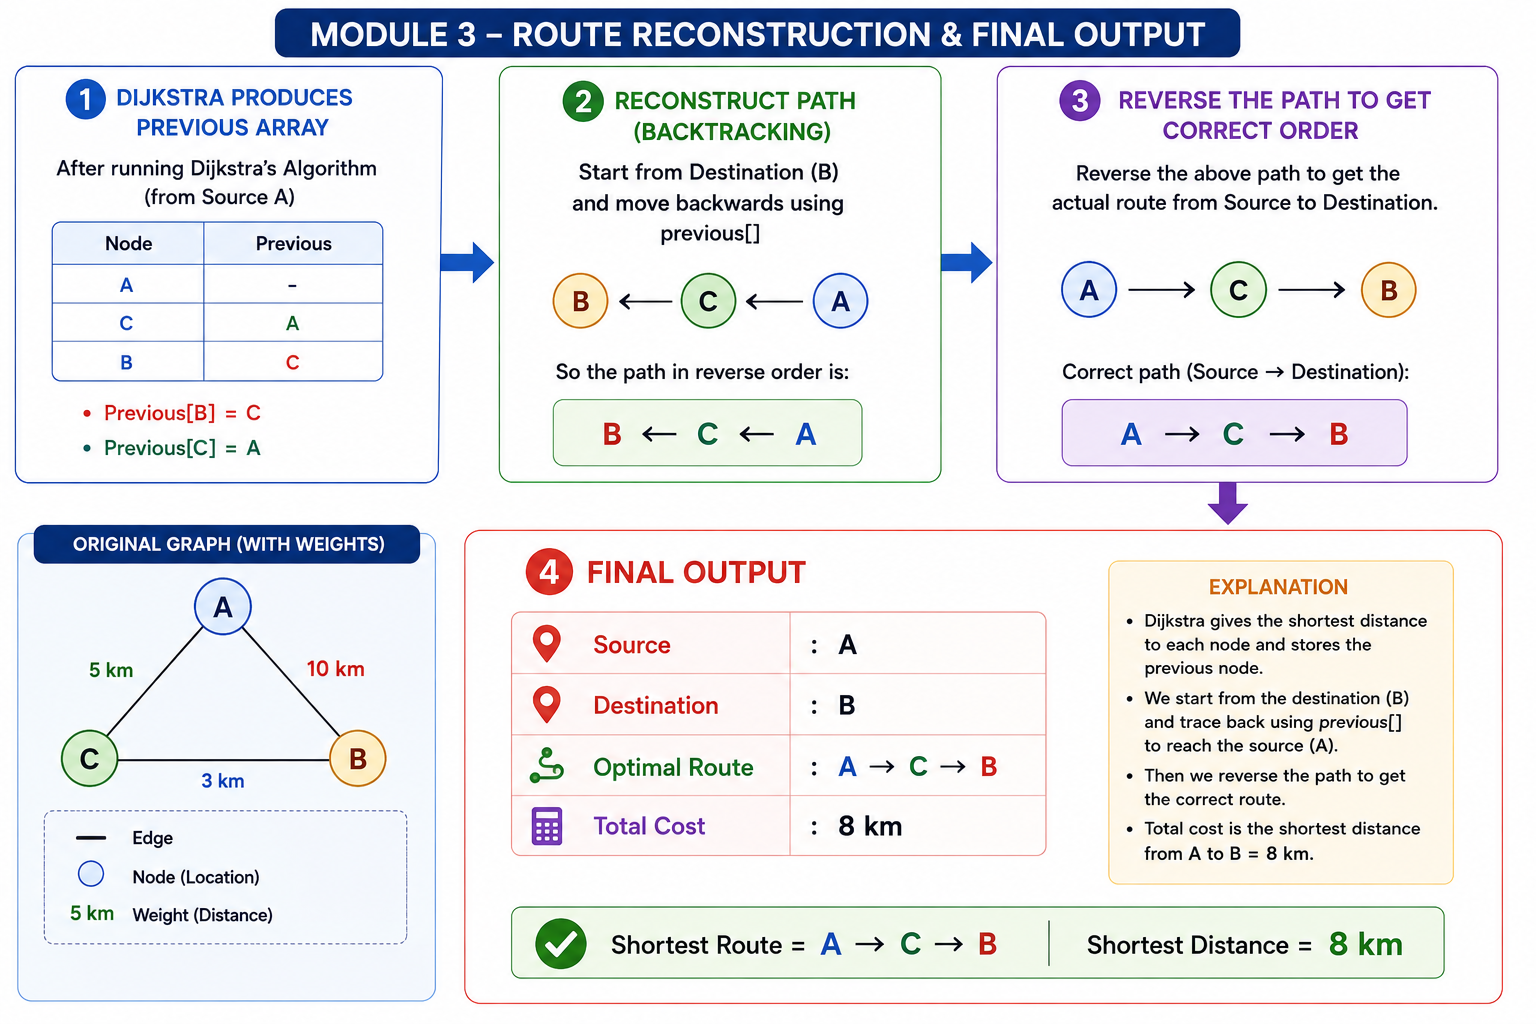 MODULE 3 – ROUTE RECONSTRUCTION & FINAL OUTPUT
1 DIJKSTRA PRODUCES
PREVIOUS ARRAY
After running Dijkstra's Algorithm
(from Source A)
Node Previous
A –
C A
B C
• Previous[B] = C
• Previous[C] = A
2 RECONSTRUCT PATH
(BACKTRACKING)
Start from Destination (B)
and move backwards using
previous[]
B ← C ← A
So the path in reverse order is:
B ← C ← A
3 REVERSE THE PATH TO GET
CORRECT ORDER
Reverse the above path to get the
actual route from Source to Destination.
A → C → B
Correct path (Source → Destination):
A → C → B
ORIGINAL GRAPH (WITH WEIGHTS)
A
5 km 10 km
C B
3 km
Edge
Node (Location)
5 km Weight (Distance)
4 FINAL OUTPUT
Source : A
Destination : B
Optimal Route : A → C → B
Total Cost : 8 km
EXPLANATION
• Dijkstra gives the shortest distance
to each node and stores the
previous node.
• We start from the destination (B)
and trace back using previous[]
to reach the source (A).
• Then we reverse the path to get
the correct route.
• Total cost is the shortest distance
from A to B = 8 km.
Shortest Route = A → C → B
Shortest Distance = 8 km